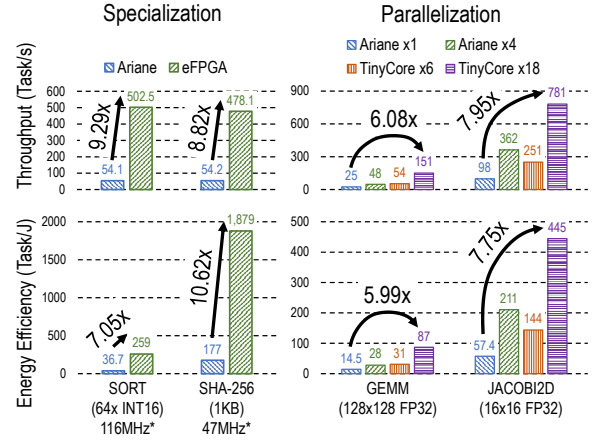 Specialization
Parallelization
Ariane eFPGA
Ariane x1 Ariane x4
TinyCore x6 TinyCore x18
Throughput (Task/s)
600
500
400
300
200
100
0
54.1
9.29x
502.5
54.2
8.82x
478.1
900
600
300
0
25
48
54
151
6.08x
98
362
251
781
7.95x
Energy Efficiency (Task/J)
2000
1500
1000
500
0
36.7
7.05x
259
177
10.62x
1,879
500
400
300
200
100
0
14.5
28
31
87
5.99x
57.4
211
144
445
7.75x
SORT
(64x INT16)
116MHz*
SHA-256
(1KB)
47MHz*
GEMM
(128x128 FP32)
JACOBI2D
(16x16 FP32)